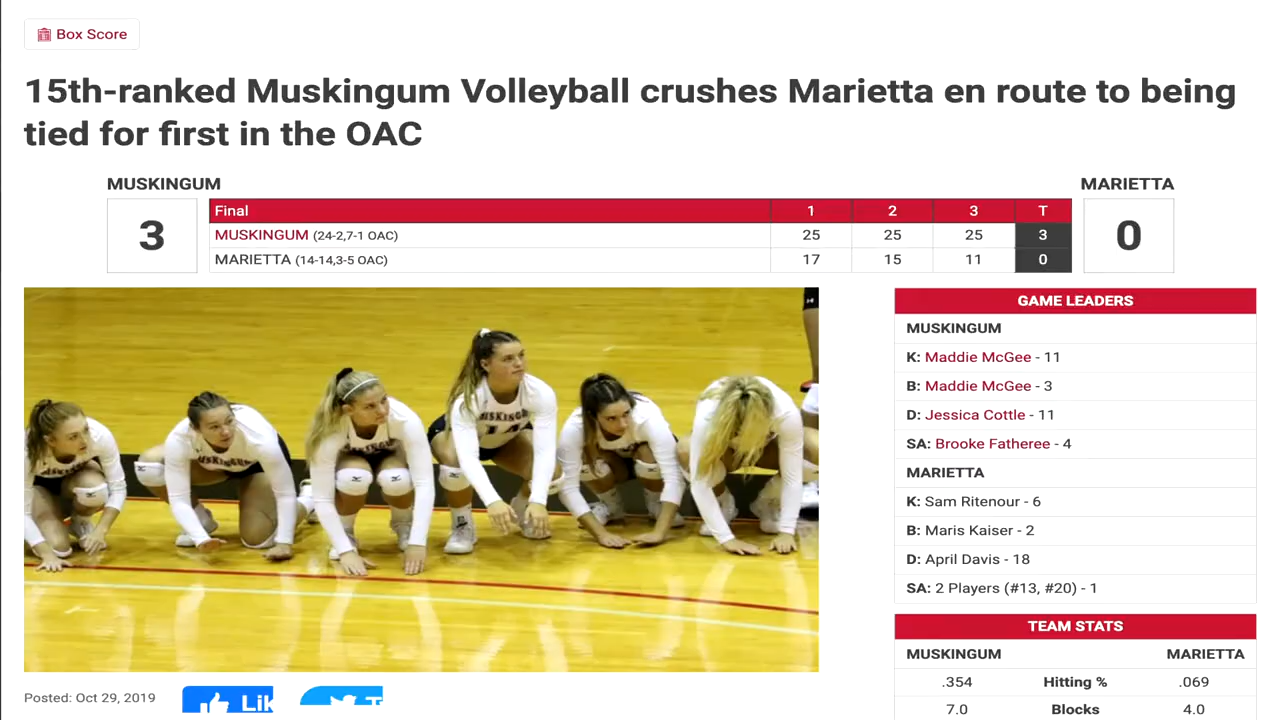 Box Score
15th-ranked Muskingum Volleyball crushes Marietta en route to being
tied for first in the OAC
MUSKINGUM
3
Final 1 2 3 T
MUSKINGUM (24-2,7-1 OAC) 25 25 25 3
MARIETTA (14-14,3-5 OAC) 17 15 11 0
MARIETTA
0
MUSKINGUM
14
GAME LEADERS
MUSKINGUM
K: Maddie McGee - 11
B: Maddie McGee - 3
D: Jessica Cottle - 11
SA: Brooke Fatheree - 4
MARIETTA
K: Sam Ritenour - 6
B: Maris Kaiser - 2
D: April Davis - 18
SA: 2 Players (#13, #20) - 1
TEAM STATS
MUSKINGUM MARIETTA
.354 Hitting % .069
7.0 Blocks 4.0
Posted: Oct 29, 2019
Lik
T